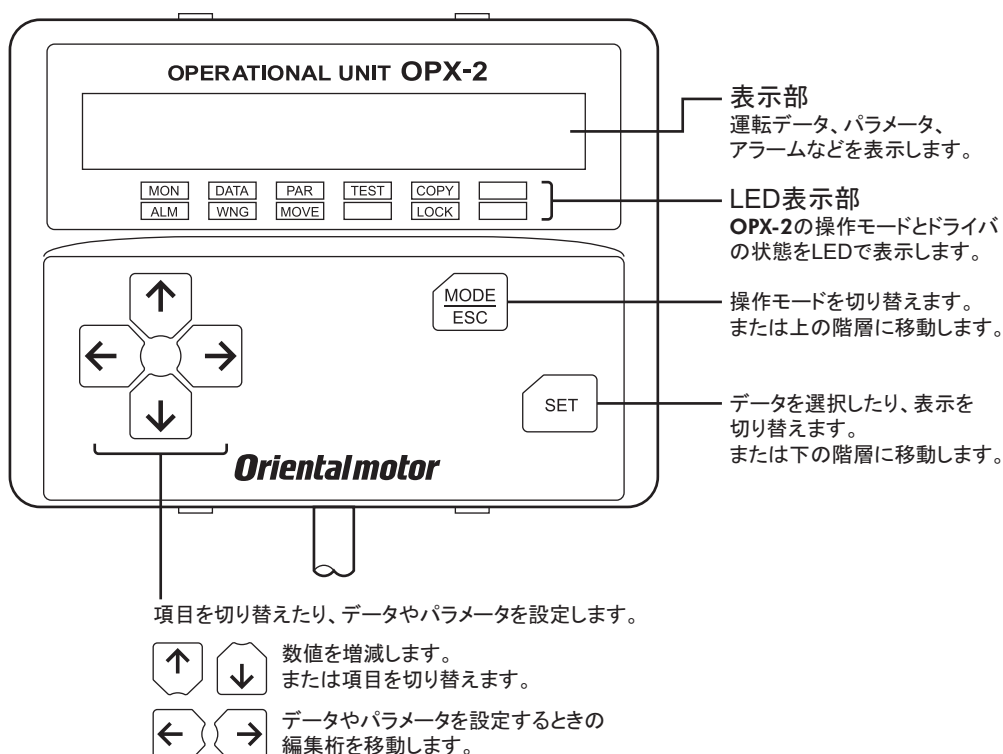 OPERATIONAL UNIT OPX-2
MON DATA PAR TEST COPY
ALM WNG MOVE LOCK
表示部
運転データ、パラメータ、
アラームなどを表示します。
LED表示部
OPX-2の操作モードとドライバ
の状態をLEDで表示します。
MODE
ESC
操作モードを切り替えます。
または上の階層に移動します。
SET
データを選択したり、表示を
切り替えます。
または下の階層に移動します。
Orientalmotor
項目を切り替えたり、データやパラメータを設定します。
数値を増減します。
または項目を切り替えます。
データやパラメータを設定するときの
編集桁を移動します。